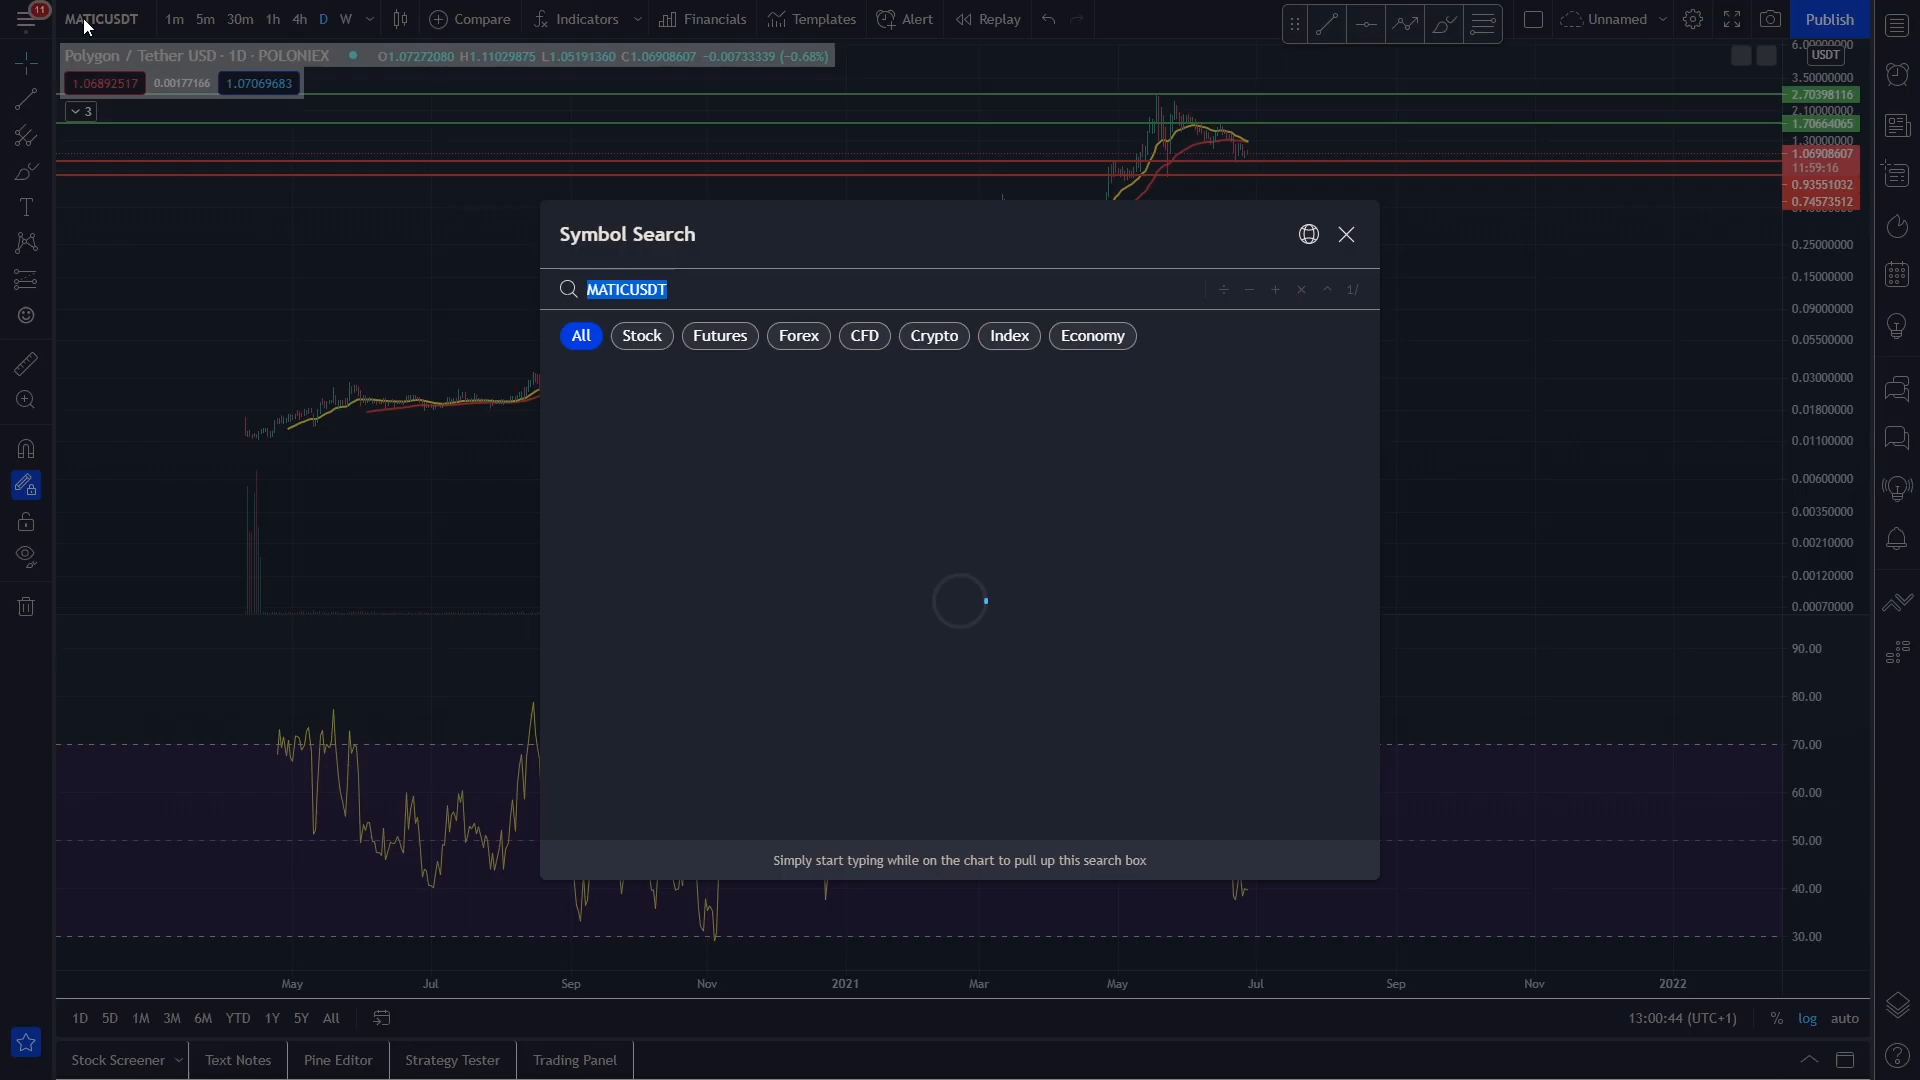 11
MATICUSDT 1m 5m 30m 1h 4h D W Compare Indicators Financials Templates Alert Replay Unnamed Publish
Polygon / Tether USD · 1D · POLONIEX O1.07272080 H1.11029875 L1.05191360 C1.06908607 −0.00733339 (−0.68%)
1.06892517 0.00177166 1.07069683
3
6.00000000
USDT
3.50000000
2.70398116
2.10000000
1.70664065
1.30000000
1.06908607
11:59:16
0.93551032
0.74573512
0.25000000
0.15000000
0.09000000
0.05500000
0.03000000
0.01800000
0.01100000
0.00600000
0.00350000
0.00210000
0.00120000
0.00070000
90.00
80.00
70.00
60.00
50.00
40.00
30.00
Symbol Search
MATICUSDT ÷ − + × ^ 1/
All Stock Futures Forex CFD Crypto Index Economy
Simply start typing while on the chart to pull up this search box
May Jul Sep Nov 2021 Mar May Jul Sep Nov 2022
1D 5D 1M 3M 6M YTD 1Y 5Y All 13:00:44 (UTC+1) % log auto
Stock Screener Text Notes Pine Editor Strategy Tester Trading Panel